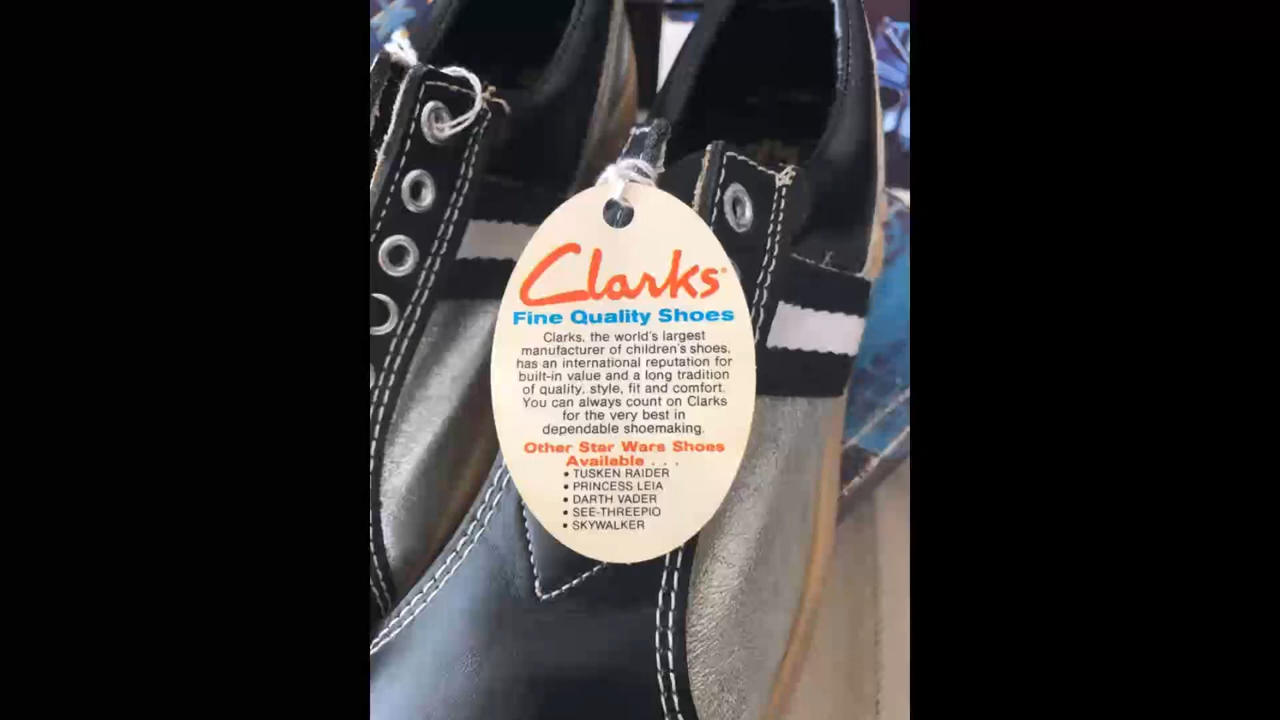 Clarks
Fine Quality Shoes
Clarks, the world's largest
manufacturer of children's shoes,
has an international reputation for
built-in value and a long tradition
of quality, style, fit and comfort.
You can always count on Clarks
for the very best in
dependable shoemaking.
Other Star Wars Shoes
Available . . .
• TUSKEN RAIDER
• PRINCESS LEIA
• DARTH VADER
• SEE-THREEPIO
• SKYWALKER